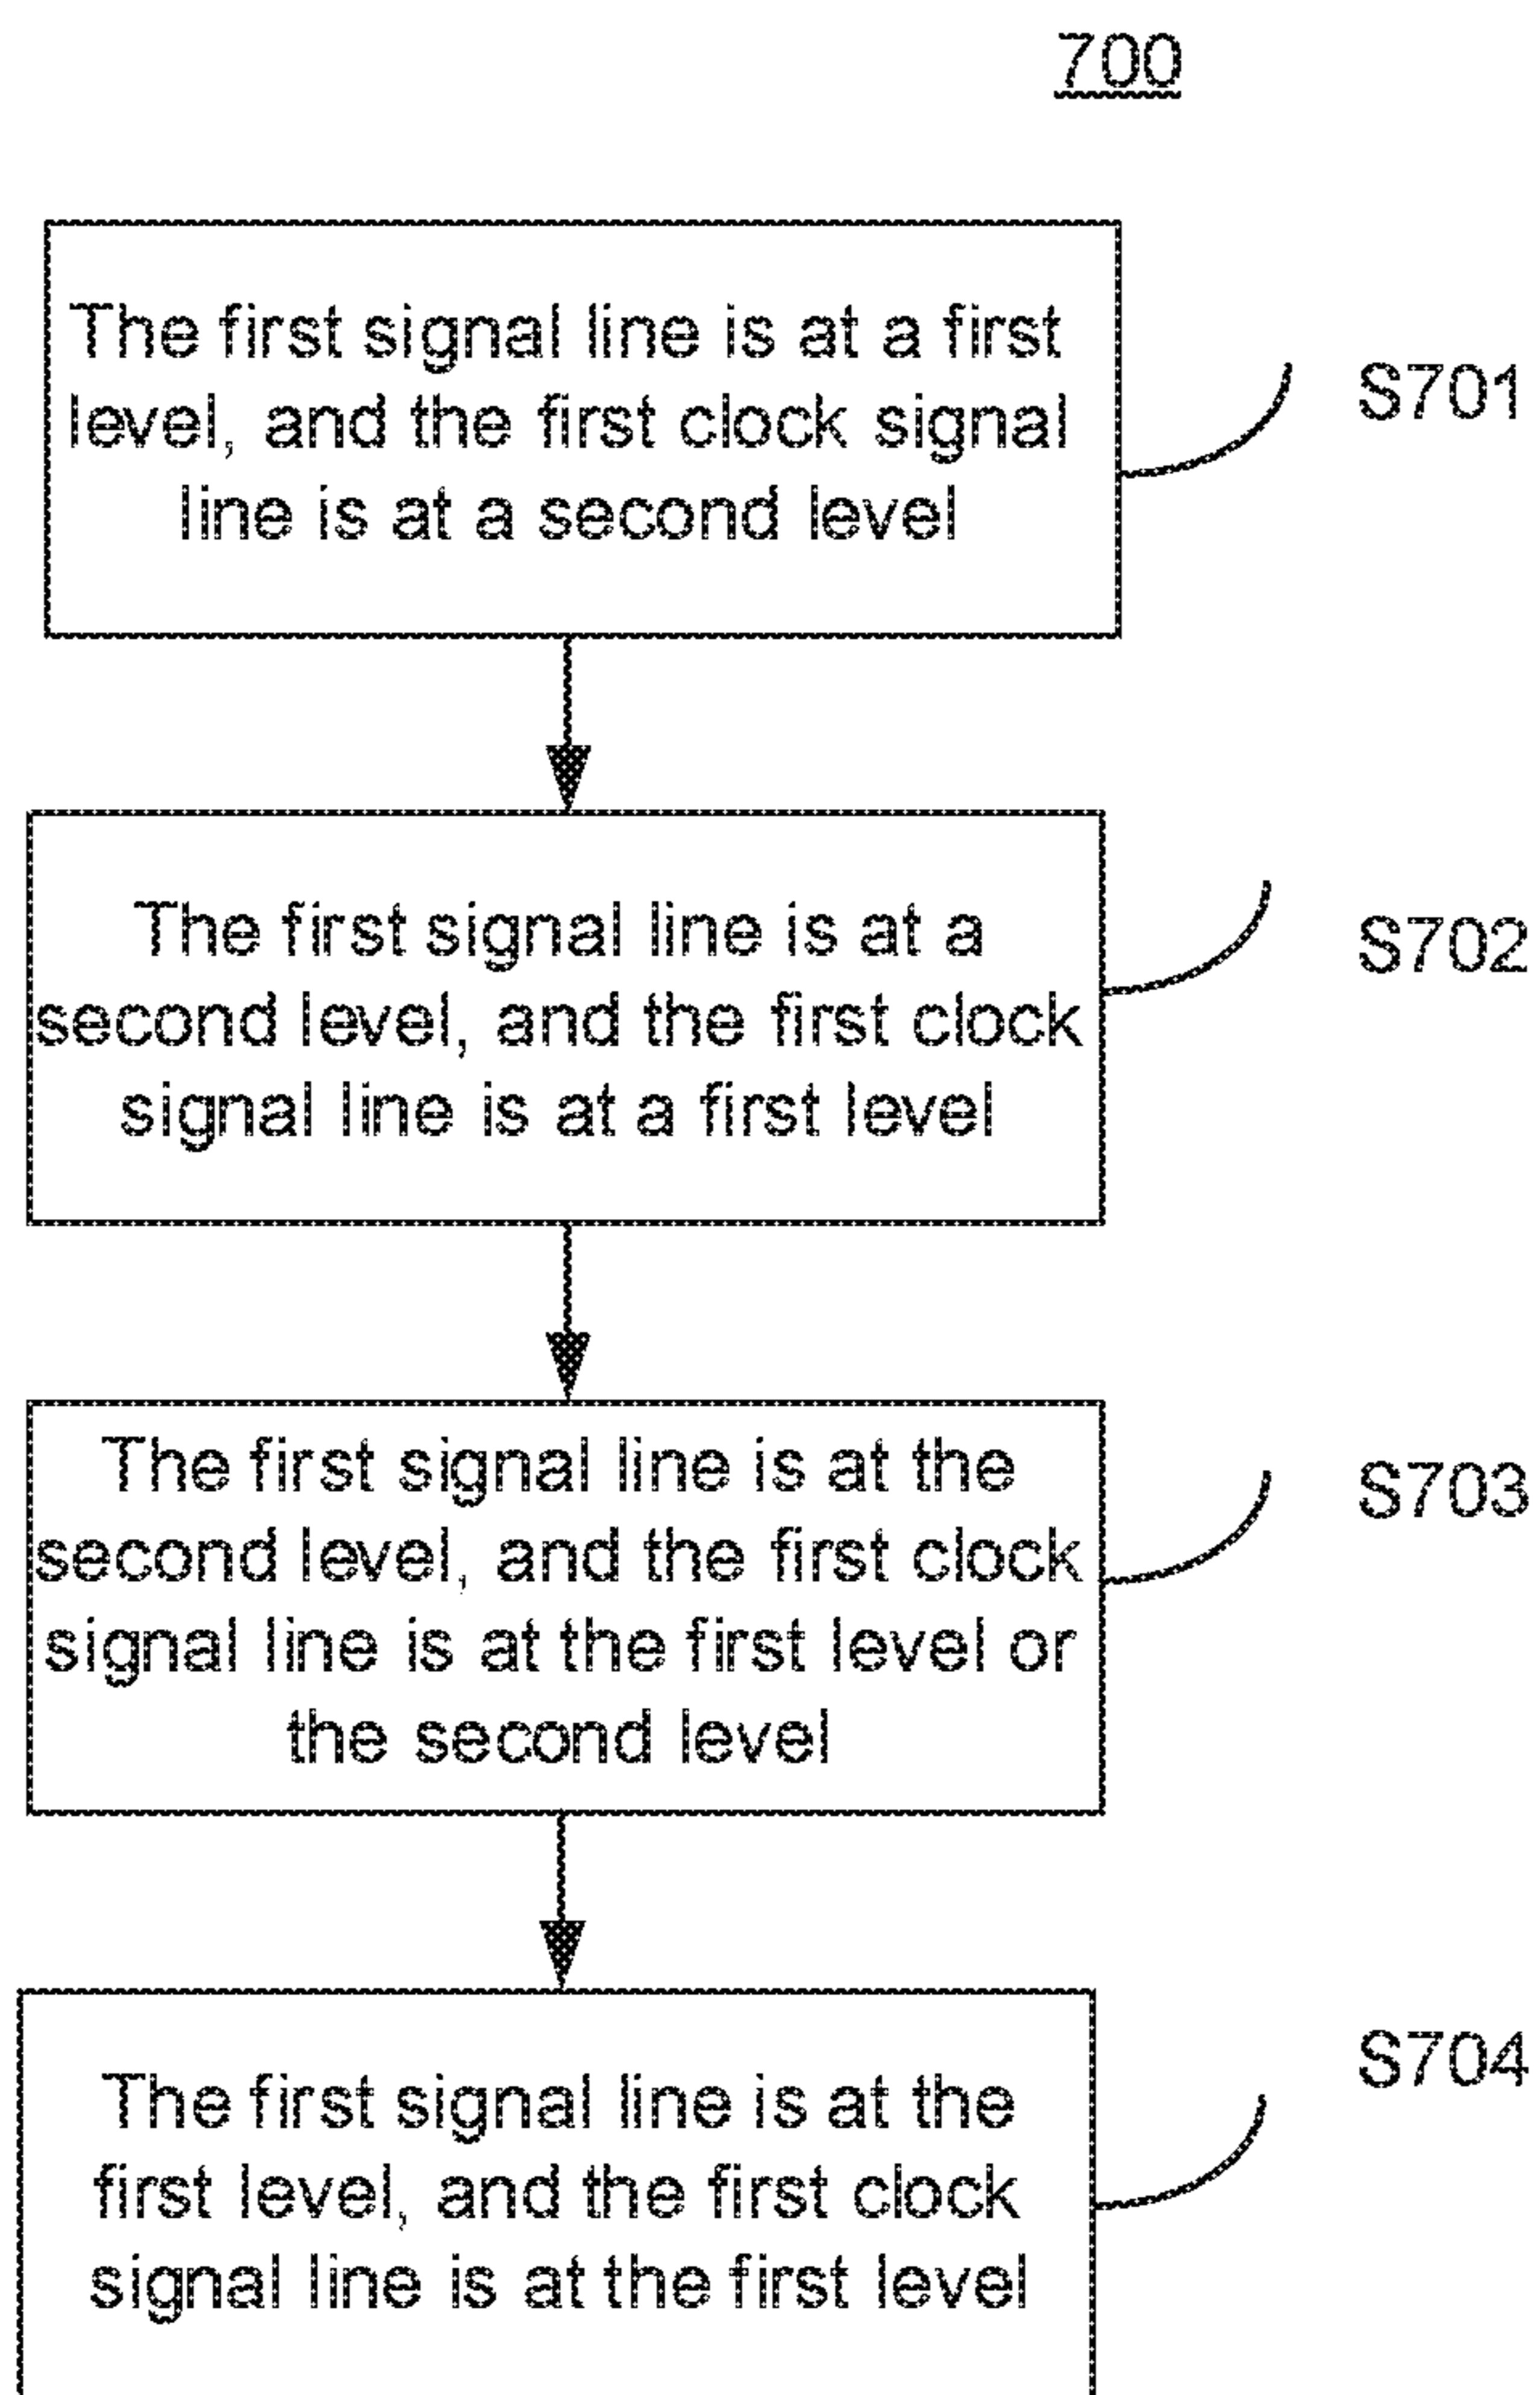 700
The first signal line is at a first
level, and the first clock signal
line is at a second level
S701
The first signal line is at a
second level, and the first clock
signal line is at a first level
S702
The first signal line is at the
second level, and the first clock
signal line is at the first level or
the second level
S703
The first signal line is at the
first level, and the first clock
signal line is at the first level
S704